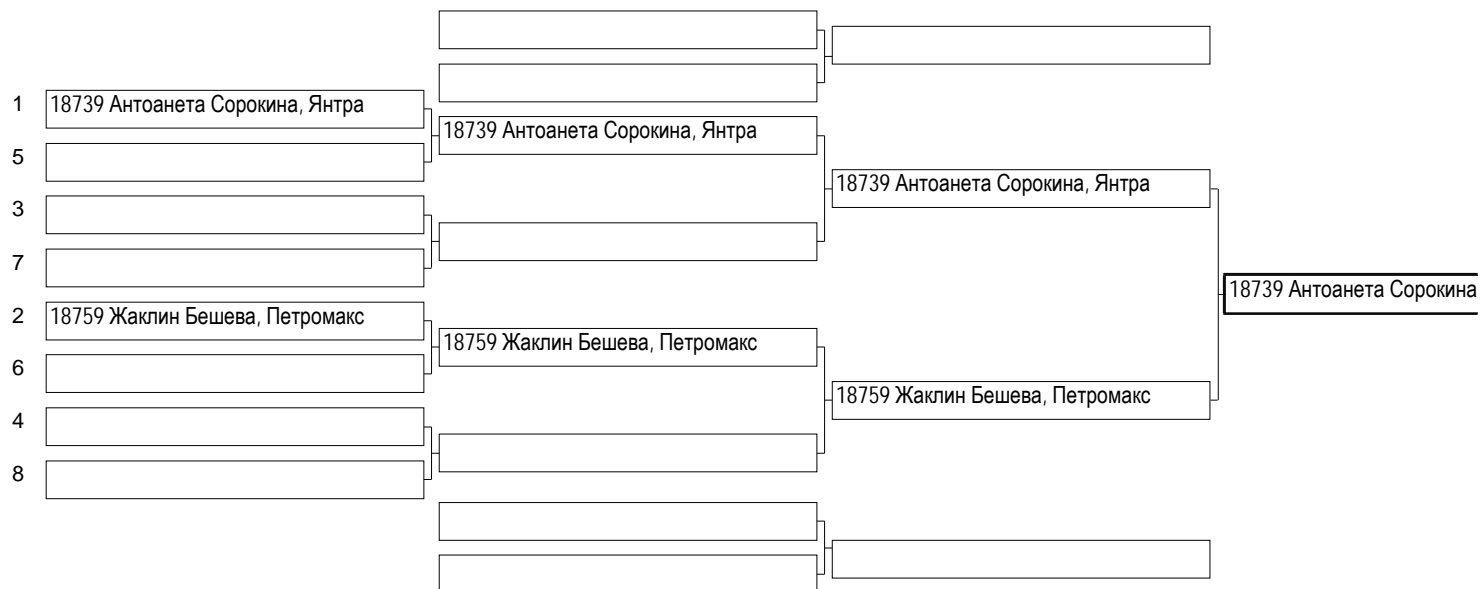 1
18739 Антоанета Сорокина, Янтра
5
3
7
2
18759 Жаклин Бешева, Петромакс
6
4
8
18739 Антоанета Сорокина, Янтра
18759 Жаклин Бешева, Петромакс
18739 Антоанета Сорокина, Янтра
18759 Жаклин Бешева, Петромакс
18739 Антоанета Сорокина